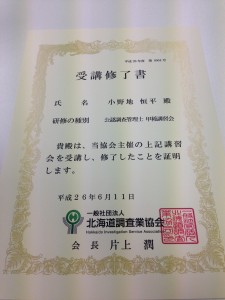 受講修了書
氏　名　小野地 恒平 殿
研修の種別　公認調査管理士 甲種講習会
貴殿は、当協会主催の上記講習
会を受講し、修了したことを証明
します。
平成26年6月11日
一般社団法人
北海道調査業協会
Hokkaido Investigation Service Association
会長 片上 潤